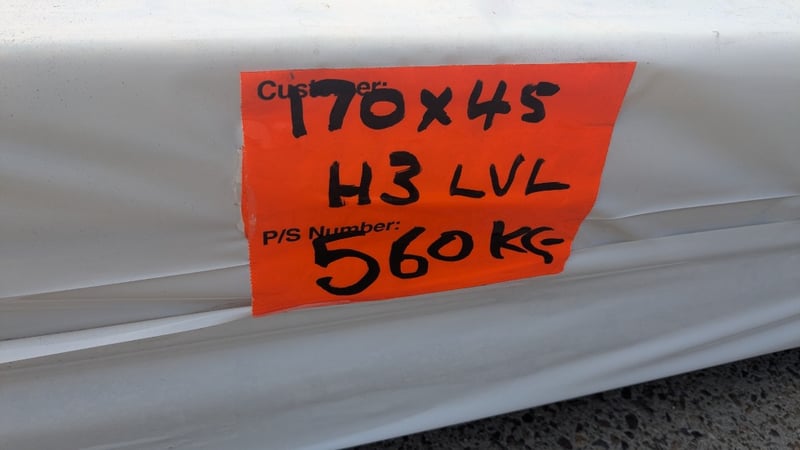 Customer:
170x45
H3 LVL
P/S Number:
560KG